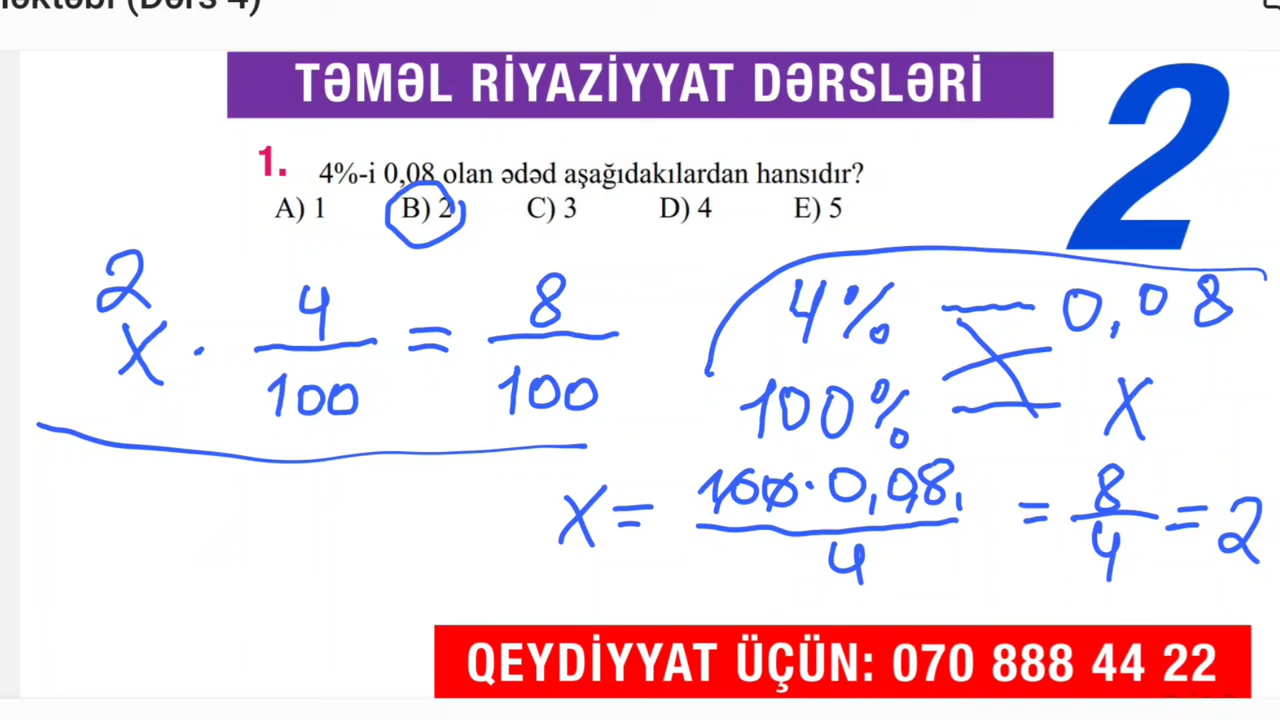 (Dərs 4)
TƏMƏL RİYAZİYYAT DƏRSLƏRİ
2
1. 4%-i 0,08 olan ədəd aşağıdakılardan hansıdır?
A) 1 B) 2 C) 3 D) 4 E) 5
2
x · 4/100 = 8/100
4% — 0,08
100% — x
x = 100 · 0,08 / 4 = 8/4 = 2
QEYDİYYAT ÜÇÜN: 070 888 44 22